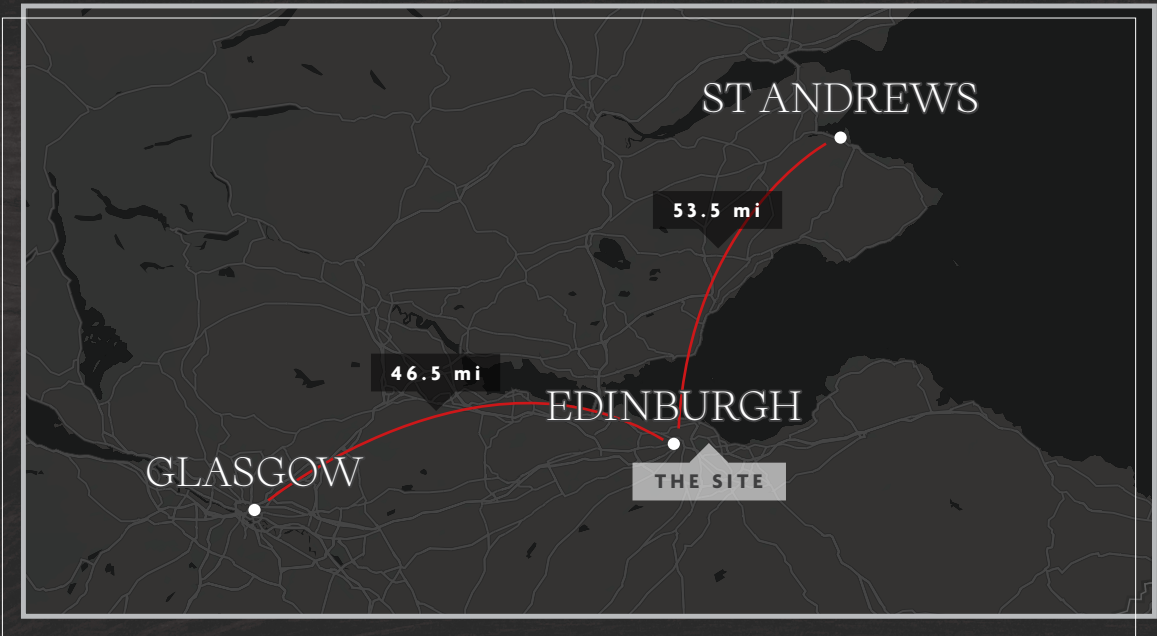 ST ANDREWS
53.5 mi
46.5 mi
EDINBURGH
GLASGOW
THE SITE